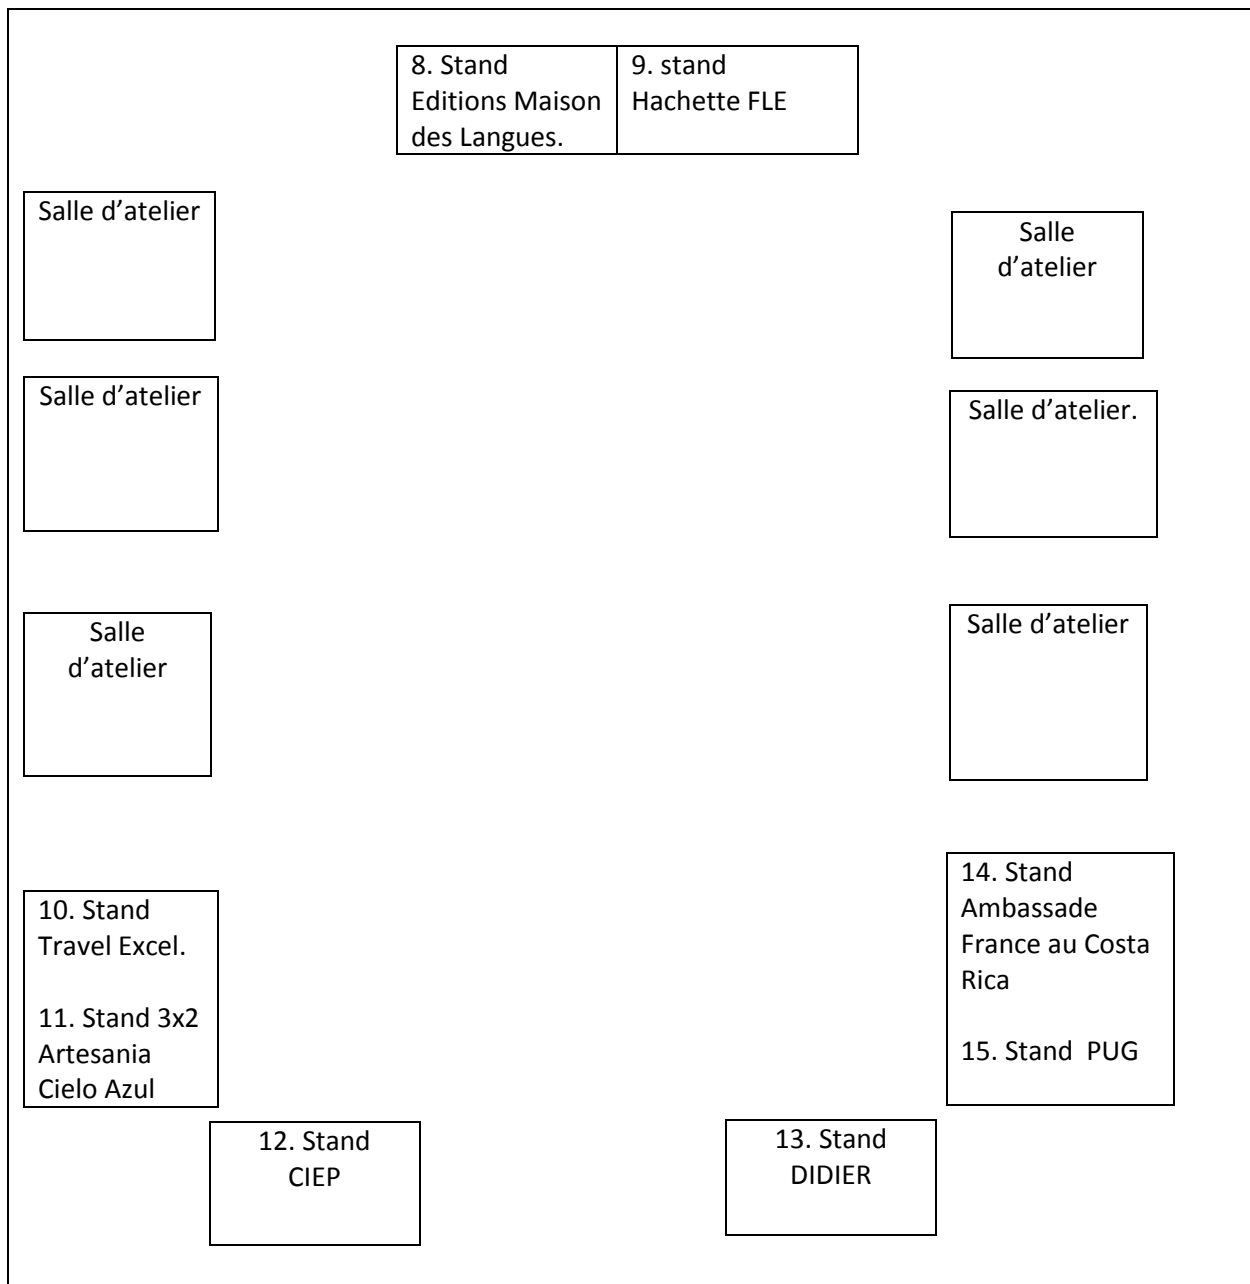 8. Stand
Editions Maison
des Langues.
9. stand
Hachette FLE
Salle d’atelier
Salle
d’atelier
Salle d’atelier
Salle d’atelier.
Salle
d’atelier
Salle d’atelier
10. Stand
Travel Excel.
11. Stand 3x2
Artesania
Cielo Azul
14. Stand
Ambassade
France au Costa
Rica
15. Stand  PUG
12. Stand
CIEP
13. Stand
DIDIER